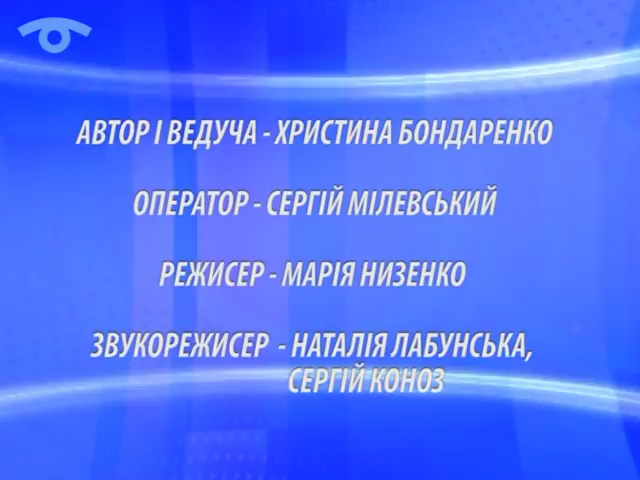 АВТОР І ВЕДУЧА - ХРИСТИНА БОНДАРЕНКО
ОПЕРАТОР - СЕРГІЙ МІЛЕВСЬКИЙ
РЕЖИСЕР - МАРІЯ НИЗЕНКО
ЗВУКОРЕЖИСЕР - НАТАЛІЯ ЛАБУНСЬКА,
СЕРГІЙ КОНОЗ